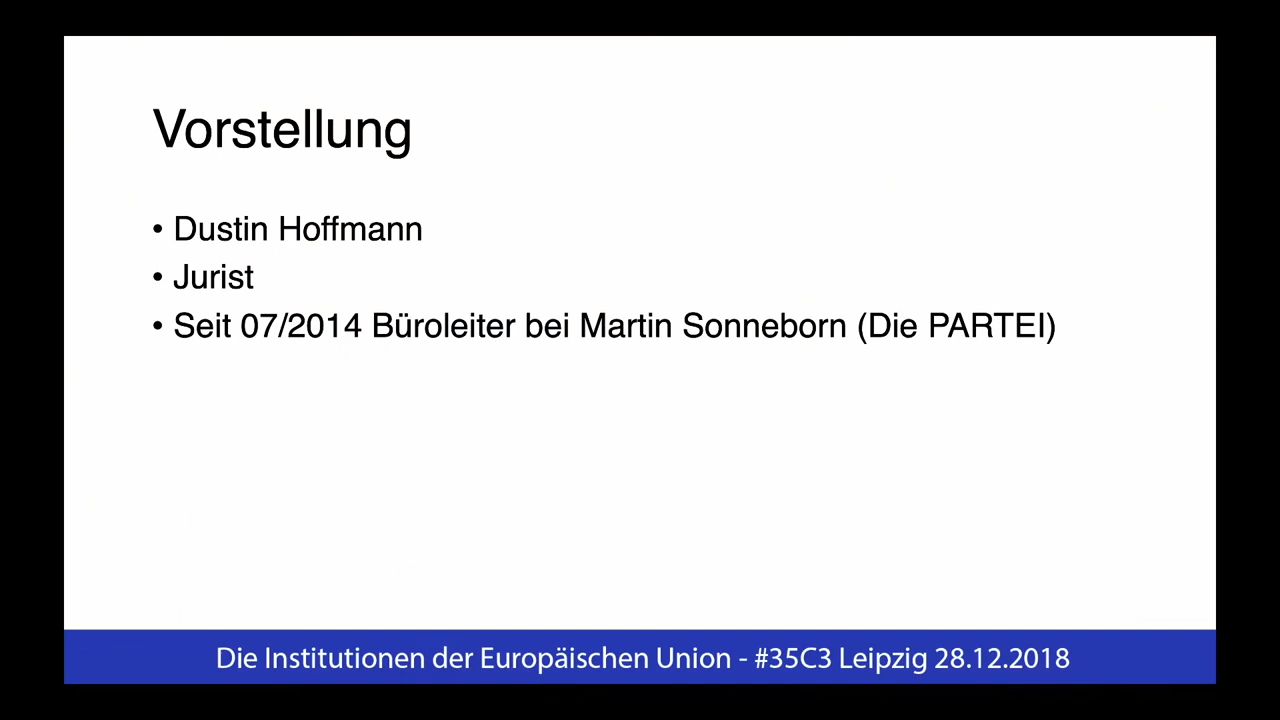 Vorstellung
• Dustin Hoffmann
• Jurist
• Seit 07/2014 Büroleiter bei Martin Sonneborn (Die PARTEI)
Die Institutionen der Europäischen Union - #35C3 Leipzig 28.12.2018